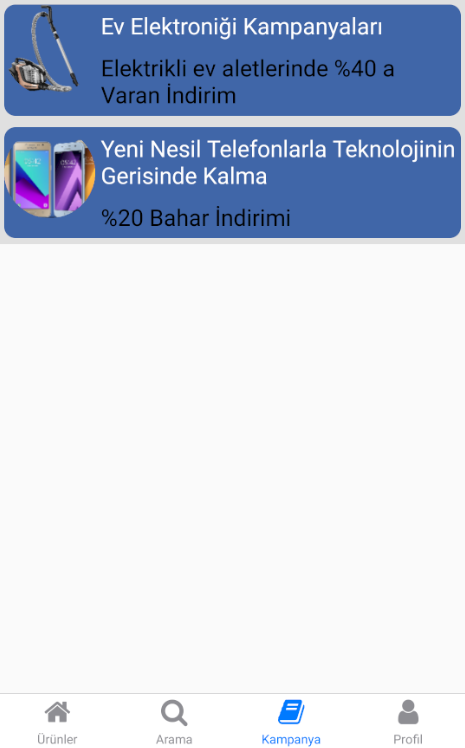 Ev Elektroniği Kampanyaları
Elektrikli ev aletlerinde %40 a
Varan İndirim
Yeni Nesil Telefonlarla Teknolojinin
Gerisinde Kalma
%20 Bahar İndirimi
Ürünler
Arama
Kampanya
Profil